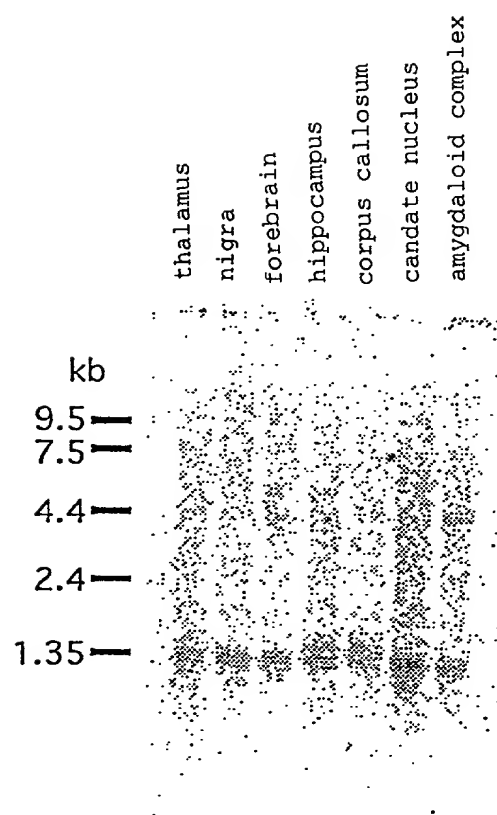 thalamus
nigra
forebrain
hippocampus
corpus callosum
candate nucleus
amygdaloid complex
kb
9.5
7.5
4.4
2.4
1.35